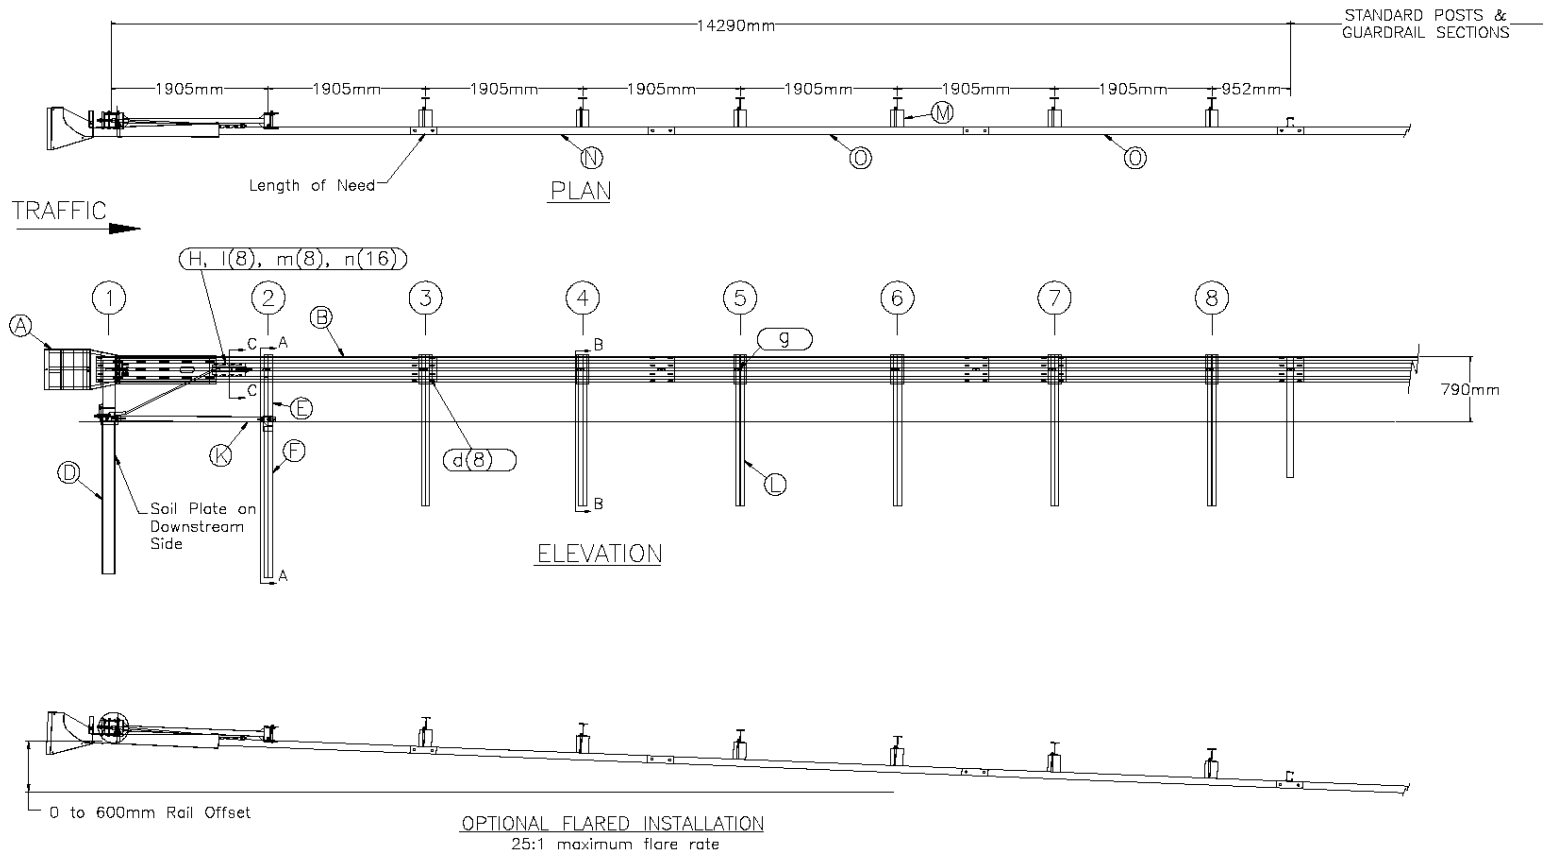 14290mm
STANDARD POSTS &
GUARDRAIL SECTIONS
1905mm 1905mm 1905mm 1905mm 1905mm 1905mm 1905mm 952mm
M
N O O
Length of Need
PLAN
TRAFFIC
H, l(8), m(8), n(16)
1 2 3 4 5 6 7 8
A B C A B g
C
790mm
E
K F d(8)
D L
B
Soil Plate on
Downstream
Side
ELEVATION
A
0 to 600mm Rail Offset
OPTIONAL FLARED INSTALLATION
25:1 maximum flare rate